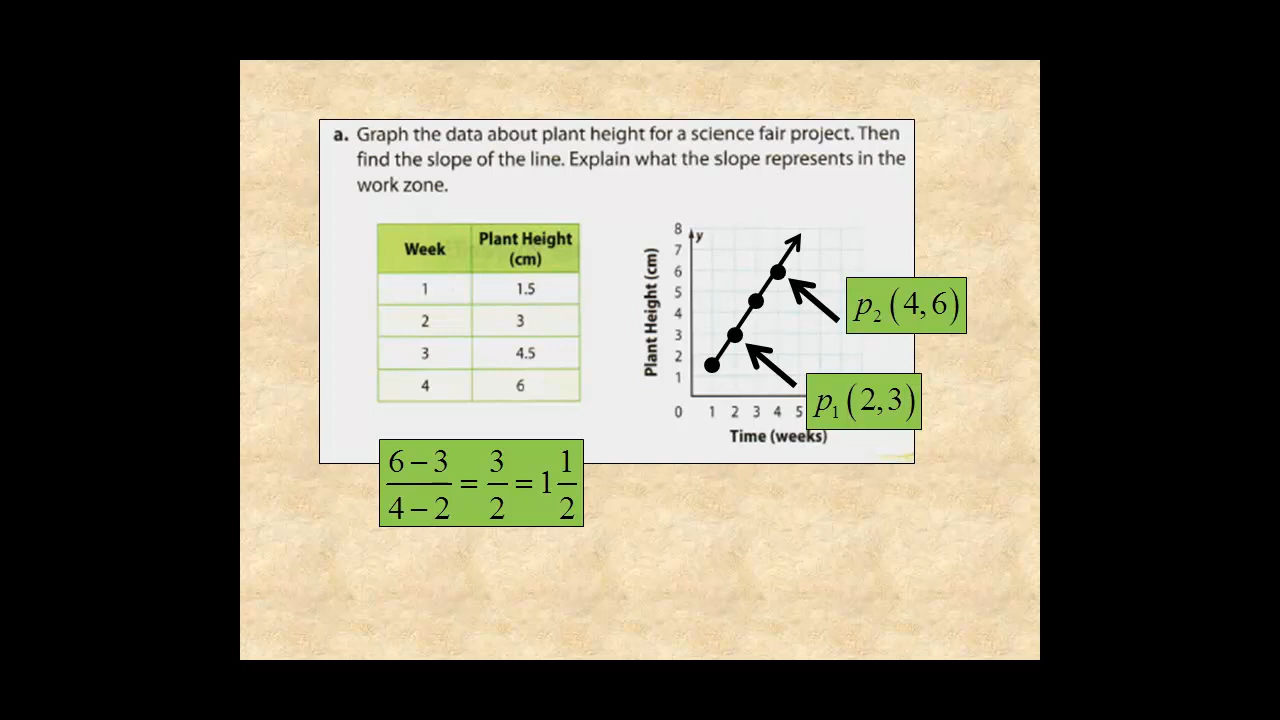 a. Graph the data about plant height for a science fair project. Then
find the slope of the line. Explain what the slope represents in the
work zone.
Week Plant Height (cm)
1 1.5
2 3
3 4.5
4 6
Plant Height (cm)
8
7
6
5
4
3
2
1
y
0 1 2 3 4 5
Time (weeks)
p₂ (4,6)
p₁ (2,3)
(6 – 3)/(4 – 2) = 3/2 = 1 1/2